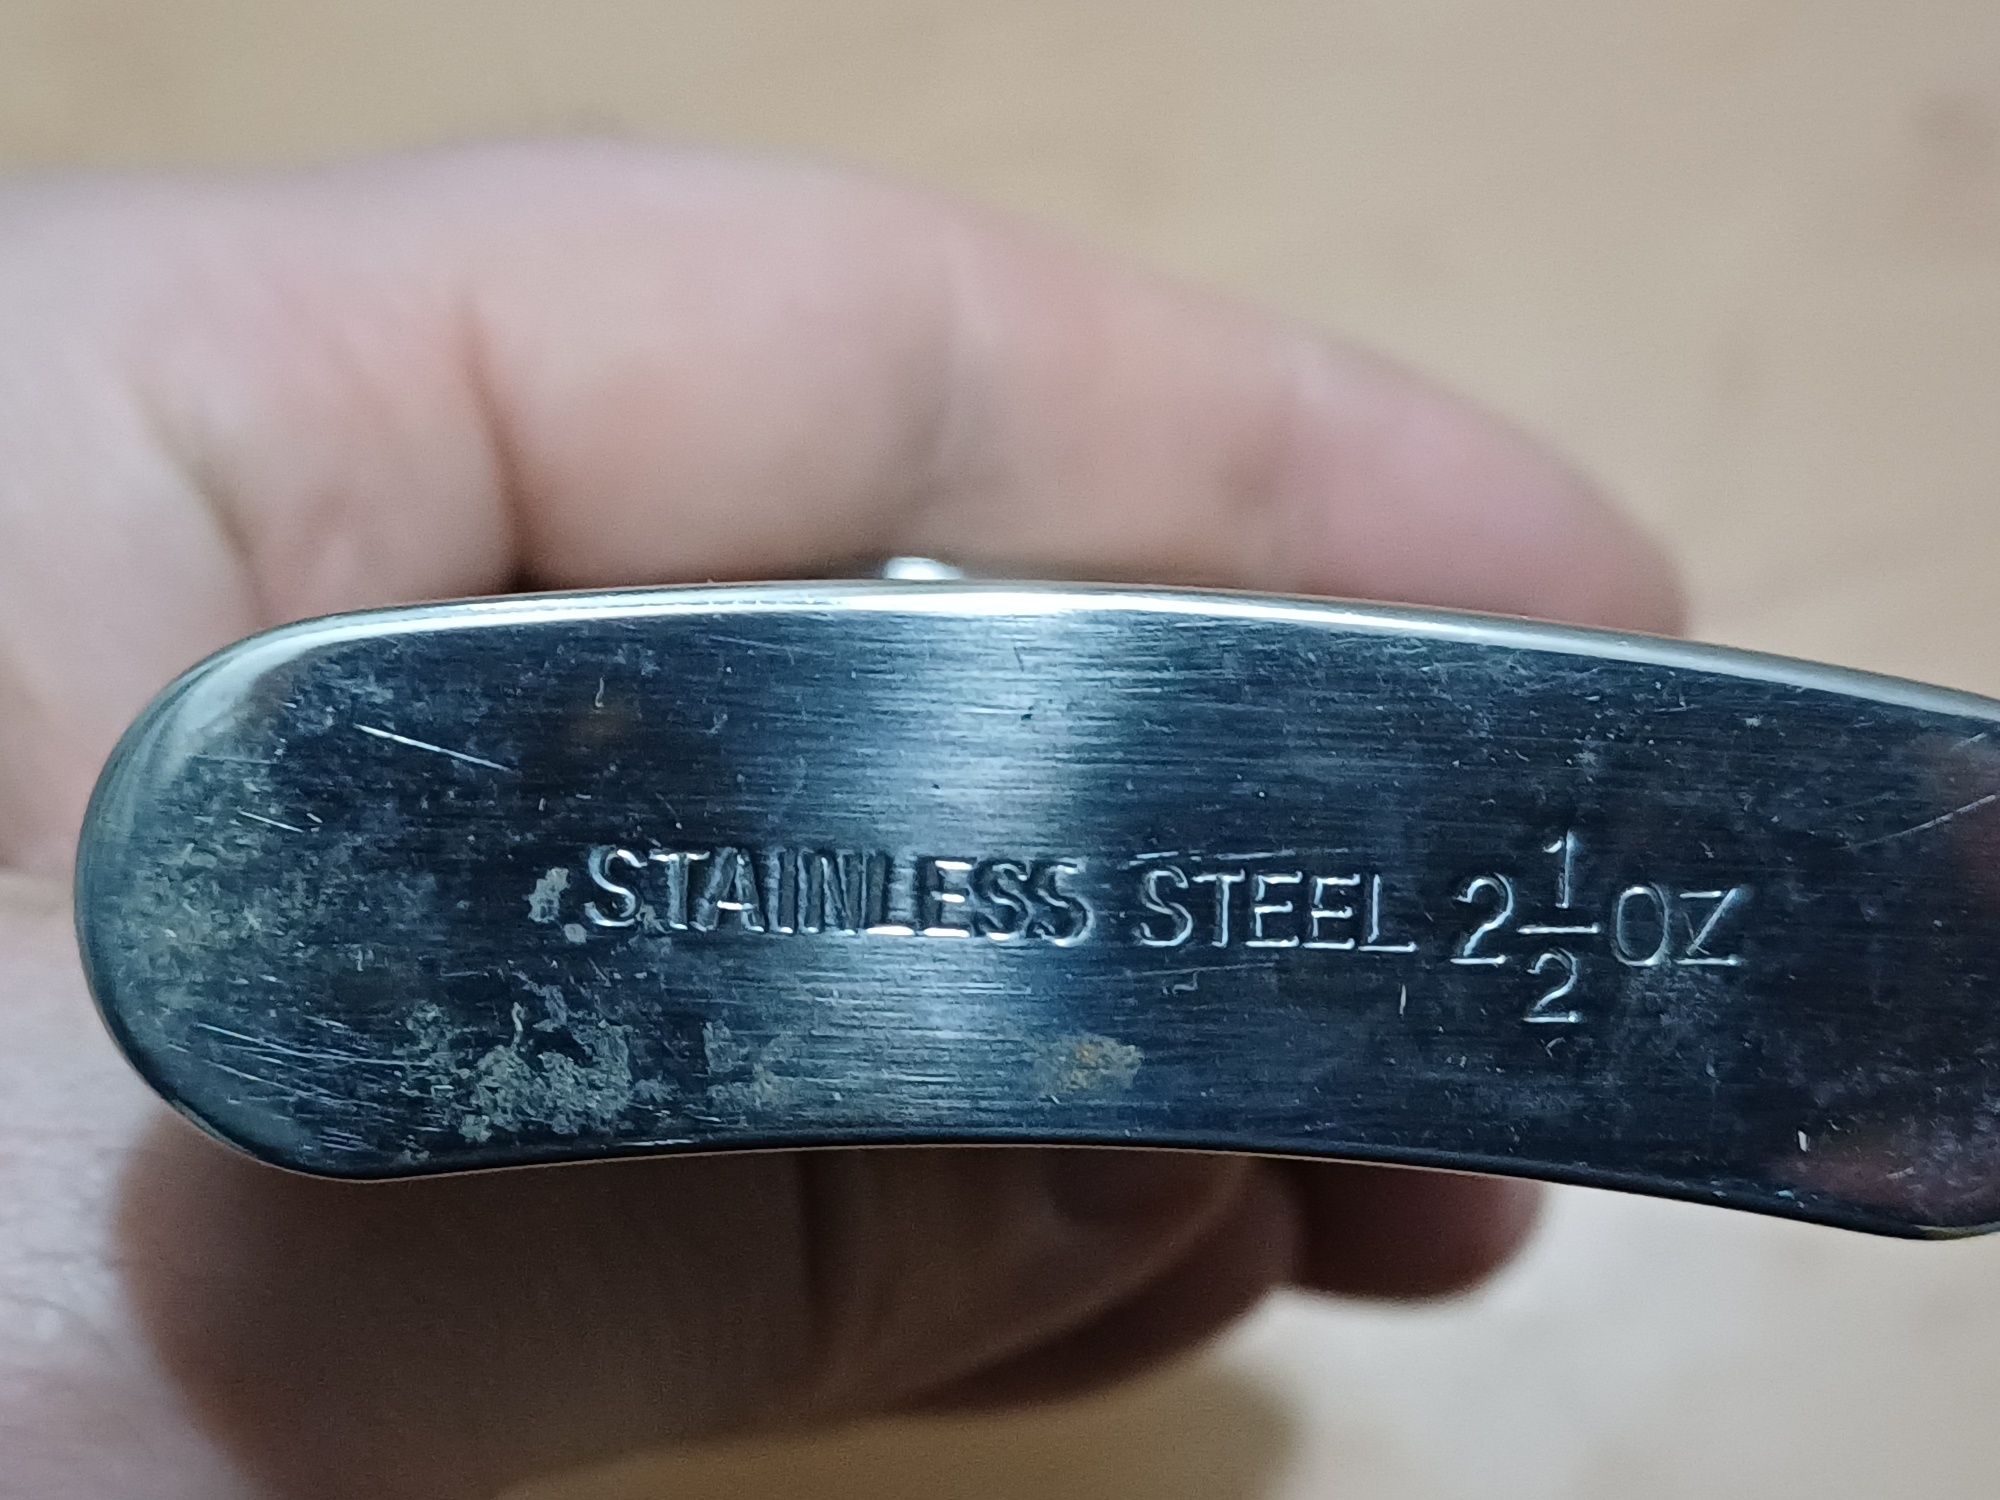 STAINLESS STEEL 2 1/2 OZ